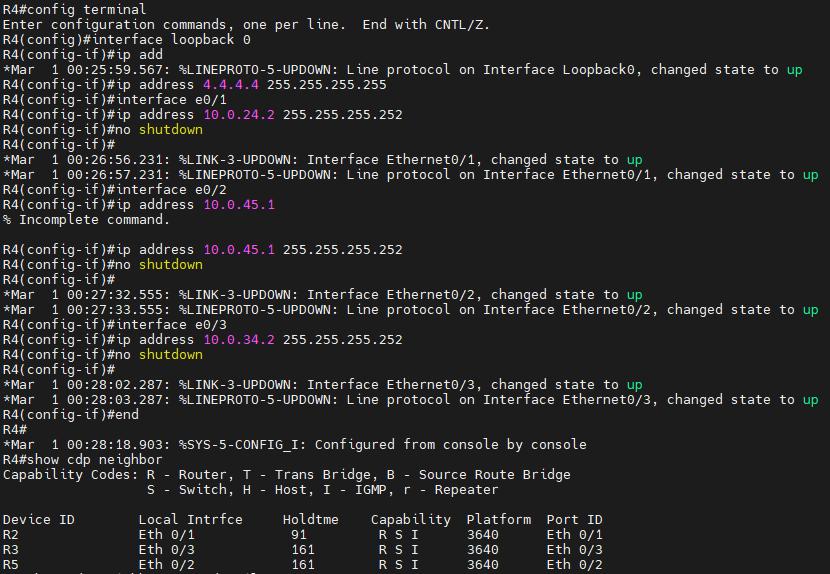 R4#config terminal
Enter configuration commands, one per line.  End with CNTL/Z.
R4(config)#interface loopback 0
R4(config-if)#ip add
*Mar  1 00:25:59.567: %LINEPROTO-5-UPDOWN: Line protocol on Interface Loopback0, changed state to up
R4(config-if)#ip address 4.4.4.4 255.255.255.255
R4(config-if)#interface e0/1
R4(config-if)#ip address 10.0.24.2 255.255.255.252
R4(config-if)#no shutdown
R4(config-if)#
*Mar  1 00:26:56.231: %LINK-3-UPDOWN: Interface Ethernet0/1, changed state to up
*Mar  1 00:26:57.231: %LINEPROTO-5-UPDOWN: Line protocol on Interface Ethernet0/1, changed state to up
R4(config-if)#interface e0/2
R4(config-if)#ip address 10.0.45.1
% Incomplete command.

R4(config-if)#ip address 10.0.45.1 255.255.255.252
R4(config-if)#no shutdown
R4(config-if)#
*Mar  1 00:27:32.555: %LINK-3-UPDOWN: Interface Ethernet0/2, changed state to up
*Mar  1 00:27:33.555: %LINEPROTO-5-UPDOWN: Line protocol on Interface Ethernet0/2, changed state to up
R4(config-if)#interface e0/3
R4(config-if)#ip address 10.0.34.2 255.255.255.252
R4(config-if)#no shutdown
R4(config-if)#
*Mar  1 00:28:02.287: %LINK-3-UPDOWN: Interface Ethernet0/3, changed state to up
*Mar  1 00:28:03.287: %LINEPROTO-5-UPDOWN: Line protocol on Interface Ethernet0/3, changed state to up
R4(config-if)#end
R4#
*Mar  1 00:28:18.903: %SYS-5-CONFIG_I: Configured from console by console
R4#show cdp neighbor
Capability Codes: R - Router, T - Trans Bridge, B - Source Route Bridge
                  S - Switch, H - Host, I - IGMP, r - Repeater

Device ID        Local Intrfce     Holdtme    Capability  Platform  Port ID
R2               Eth 0/1            91         R S I      3640      Eth 0/1
R3               Eth 0/3            161        R S I      3640      Eth 0/3
R5               Eth 0/2            161        R S I      3640      Eth 0/2